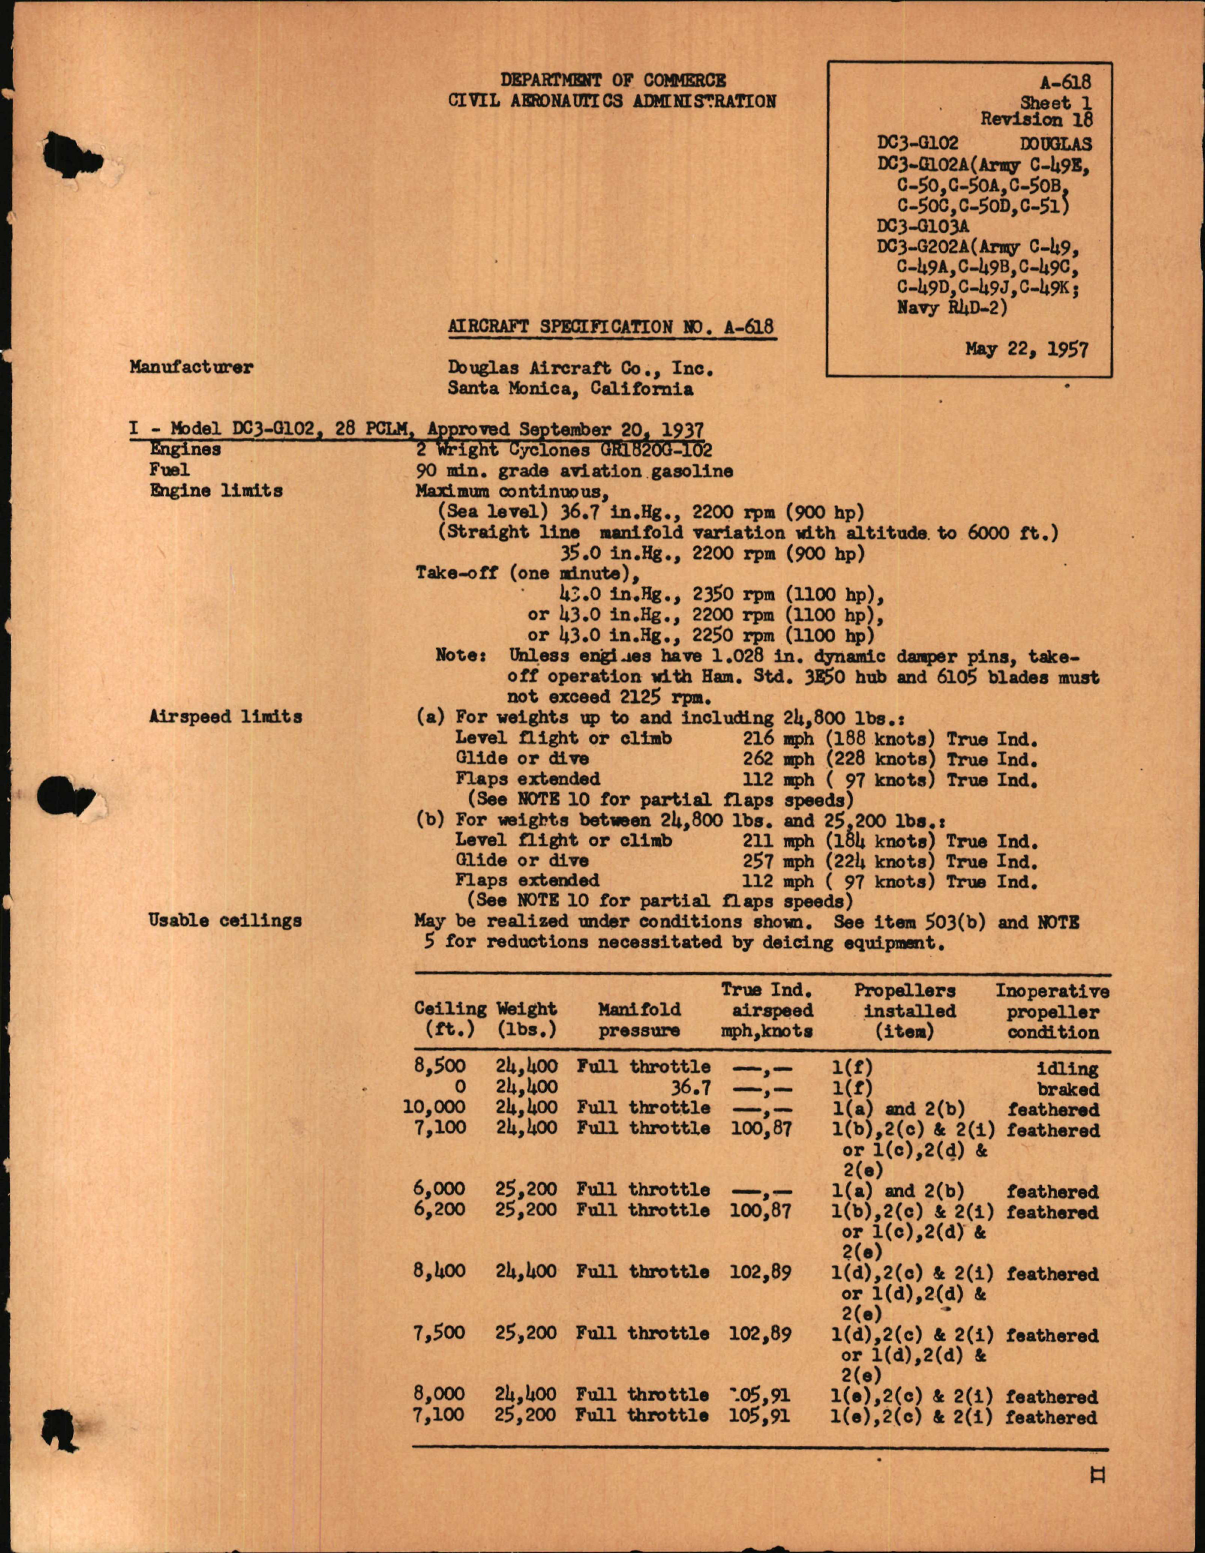 DEPARTMENT OF COMMERCE
CIVIL AERONAUTICS ADMINISTRATION
A-618
Sheet 1
Revision 18
DC3-G102 DOUGLAS
DC3-G102A(Army C-49E,
C-50,C-50A,C-50B,
C-50C,C-50D,C-51)
DC3-G103A
DC3-G202A(Army C-49,
C-49A,C-49B,C-49C,
C-49D,C-49J,C-49K;
Navy R4D-2)
May 22, 1957
AIRCRAFT SPECIFICATION NO. A-618
Manufacturer Douglas Aircraft Co., Inc.
Santa Monica, California
I - Model DC3-G102, 28 PCLM, Approved September 20, 1937
Engines 2 Wright Cyclones GR1820G-102
Fuel 90 min. grade aviation gasoline
Engine limits Maximum continuous,
(Sea level) 36.7 in.Hg., 2200 rpm (900 hp)
(Straight line manifold variation with altitude to 6000 ft.)
35.0 in.Hg., 2200 rpm (900 hp)
Take-off (one minute),
43.0 in.Hg., 2350 rpm (1100 hp),
or 43.0 in.Hg., 2200 rpm (1100 hp),
or 43.0 in.Hg., 2250 rpm (1100 hp)
Note: Unless engines have 1.028 in. dynamic damper pins, take-
off operation with Ham. Std. 3E50 hub and 6105 blades must
not exceed 2125 rpm.
Airspeed limits (a) For weights up to and including 24,800 lbs.:
Level flight or climb 216 mph (188 knots) True Ind.
Glide or dive 262 mph (228 knots) True Ind.
Flaps extended 112 mph ( 97 knots) True Ind.
(See NOTE 10 for partial flaps speeds)
(b) For weights between 24,800 lbs. and 25,200 lbs.:
Level flight or climb 211 mph (184 knots) True Ind.
Glide or dive 257 mph (224 knots) True Ind.
Flaps extended 112 mph ( 97 knots) True Ind.
(See NOTE 10 for partial flaps speeds)
Usable ceilings May be realized under conditions shown. See item 503(b) and NOTE
5 for reductions necessitated by deicing equipment.
True Ind. Propellers Inoperative
Ceiling Weight Manifold airspeed installed propeller
(ft.) (lbs.) pressure mph,knots (item) condition
8,500 24,400 Full throttle —,— 1(f) idling
0 24,400 36.7 —,— 1(f) braked
10,000 24,400 Full throttle —,— 1(a) and 2(b) feathered
7,100 24,400 Full throttle 100,87 1(b),2(c) & 2(i) feathered
or 1(c),2(d) &
2(e)
6,000 25,200 Full throttle —,— 1(a) and 2(b) feathered
6,200 25,200 Full throttle 100,87 1(b),2(c) & 2(i) feathered
or 1(c),2(d) &
2(e)
8,400 24,400 Full throttle 102,89 1(d),2(c) & 2(i) feathered
or 1(d),2(d) &
2(e)
7,500 25,200 Full throttle 102,89 1(d),2(c) & 2(i) feathered
or 1(d),2(d) &
2(e)
8,000 24,400 Full throttle 105,91 1(e),2(c) & 2(i) feathered
7,100 25,200 Full throttle 105,91 1(e),2(c) & 2(i) feathered